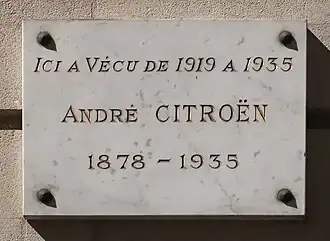 ICI A VÉCU DE 1919 A 1935
ANDRÉ CITROËN
1878 - 1935